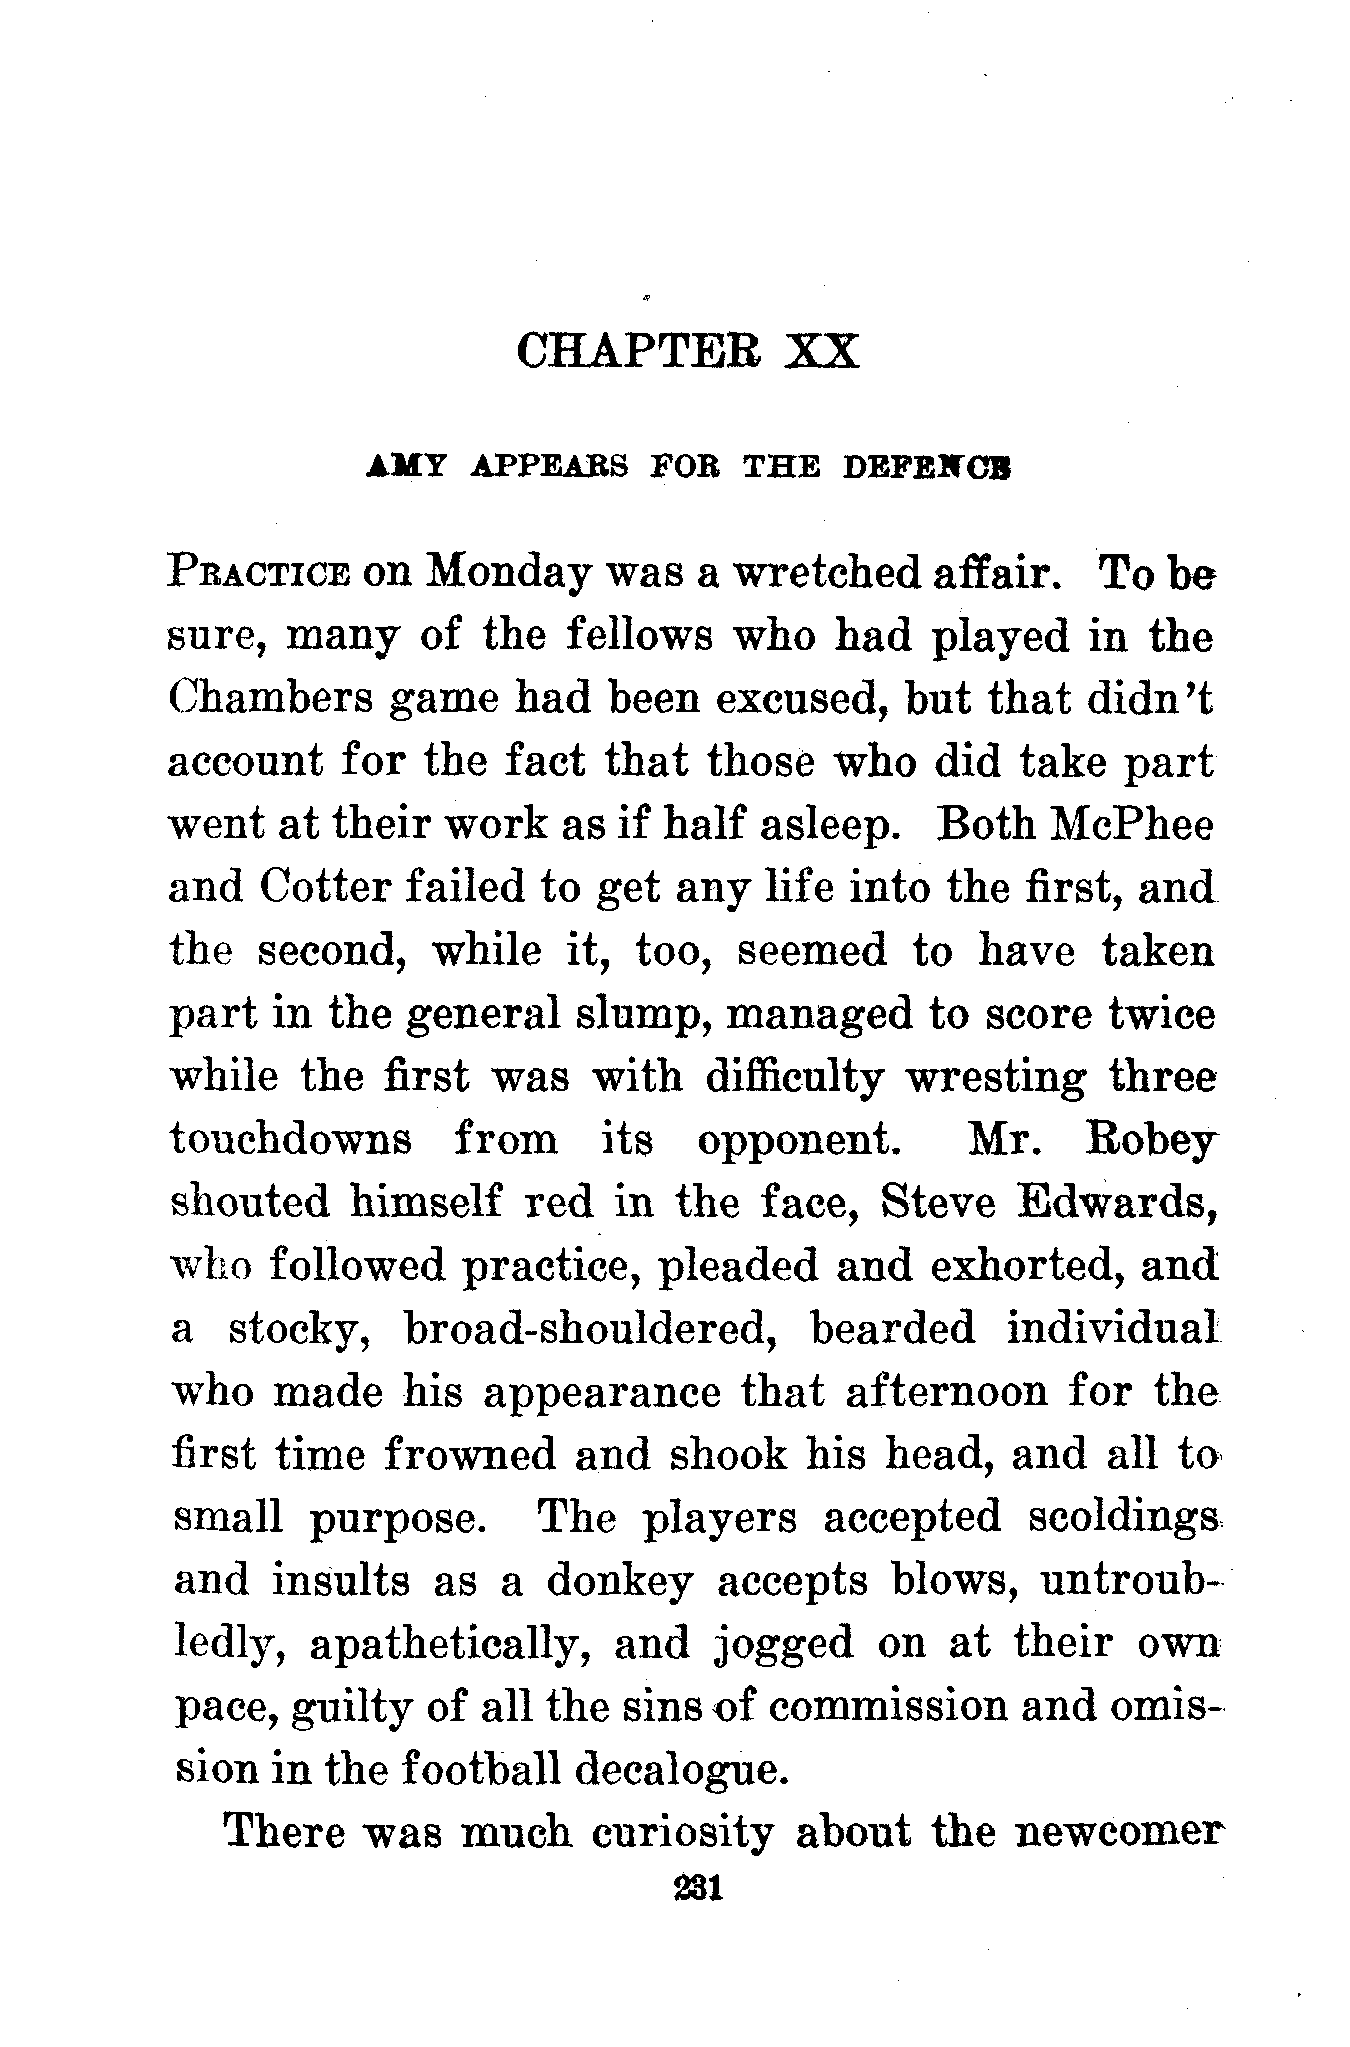 CHAPTER XX
AMY APPEARS FOR THE DEFENCE
PRACTICE on Monday was a wretched affair. To be
sure, many of the fellows who had played in the
Chambers game had been excused, but that didn't
account for the fact that those who did take part
went at their work as if half asleep. Both McPhee
and Cotter failed to get any life into the first, and
the second, while it, too, seemed to have taken
part in the general slump, managed to score twice
while the first was with difficulty wresting three
touchdowns from its opponent. Mr. Robey
shouted himself red in the face, Steve Edwards,
who followed practice, pleaded and exhorted, and
a stocky, broad-shouldered, bearded individual
who made his appearance that afternoon for the
first time frowned and shook his head, and all to
small purpose. The players accepted scoldings
and insults as a donkey accepts blows, untroub-
ledly, apathetically, and jogged on at their own
pace, guilty of all the sins of commission and omis-
sion in the football decalogue.
There was much curiosity about the newcomer
231